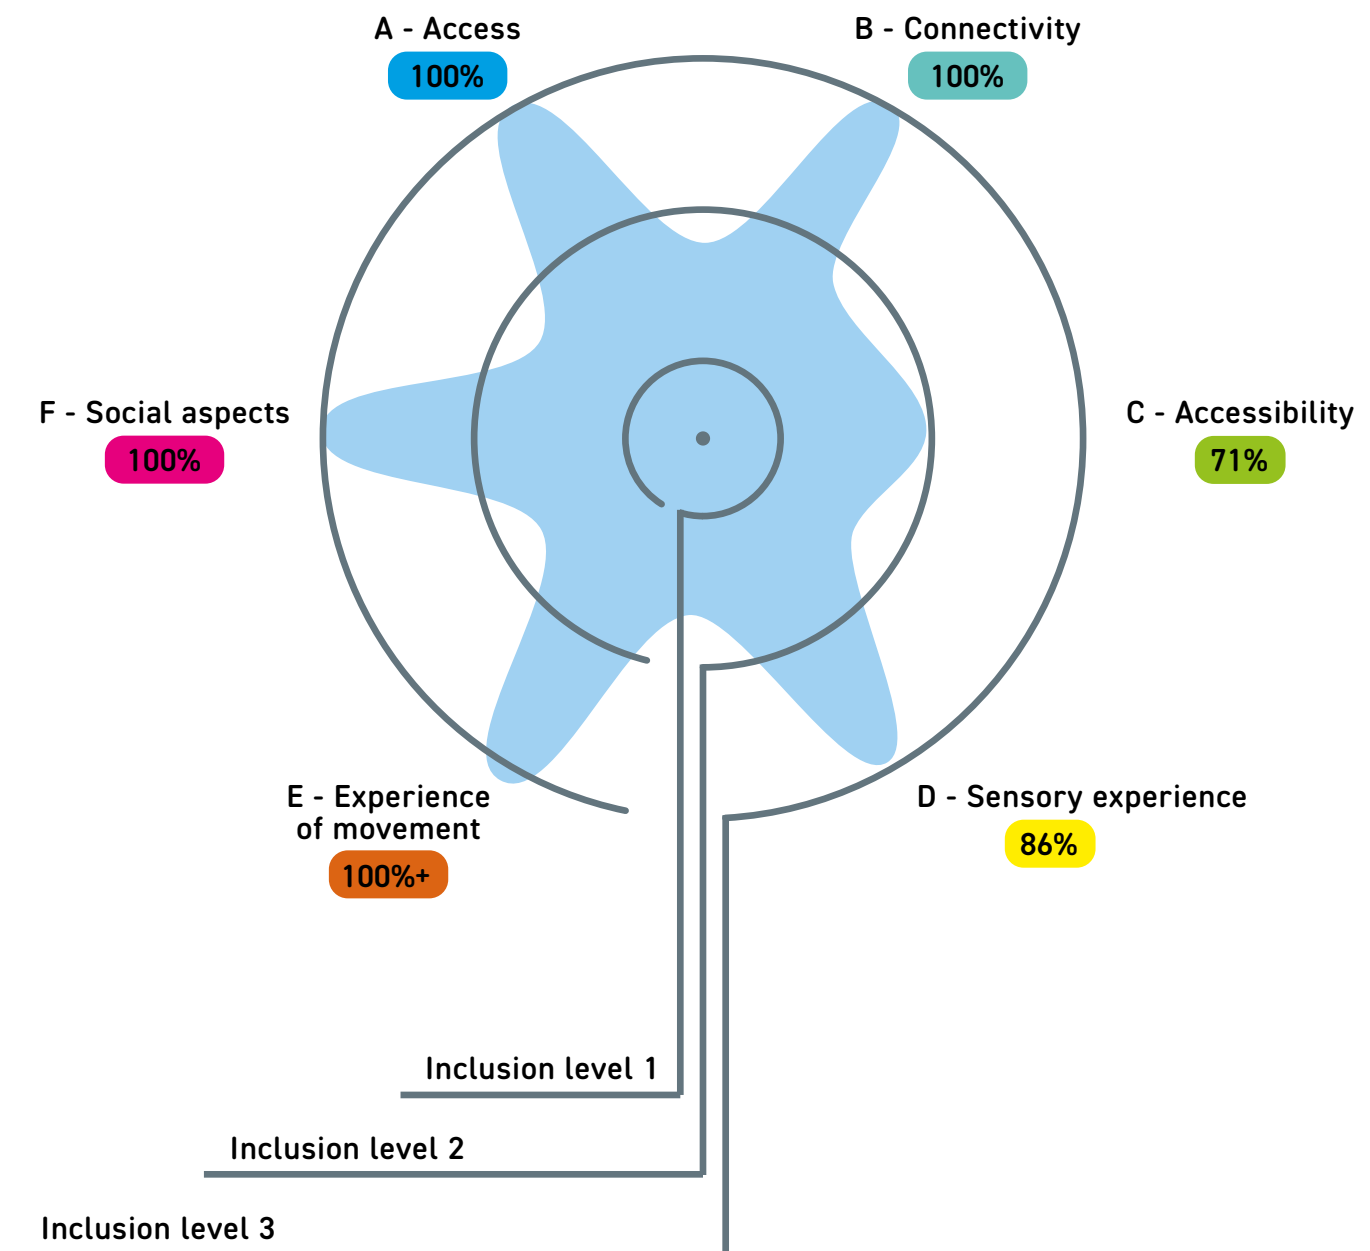 A - Access
100%
B - Connectivity
100%
F - Social aspects
100%
C - Accessibility
71%
E - Experience
of movement
100%+
D - Sensory experience
86%
Inclusion level 1
Inclusion level 2
Inclusion level 3